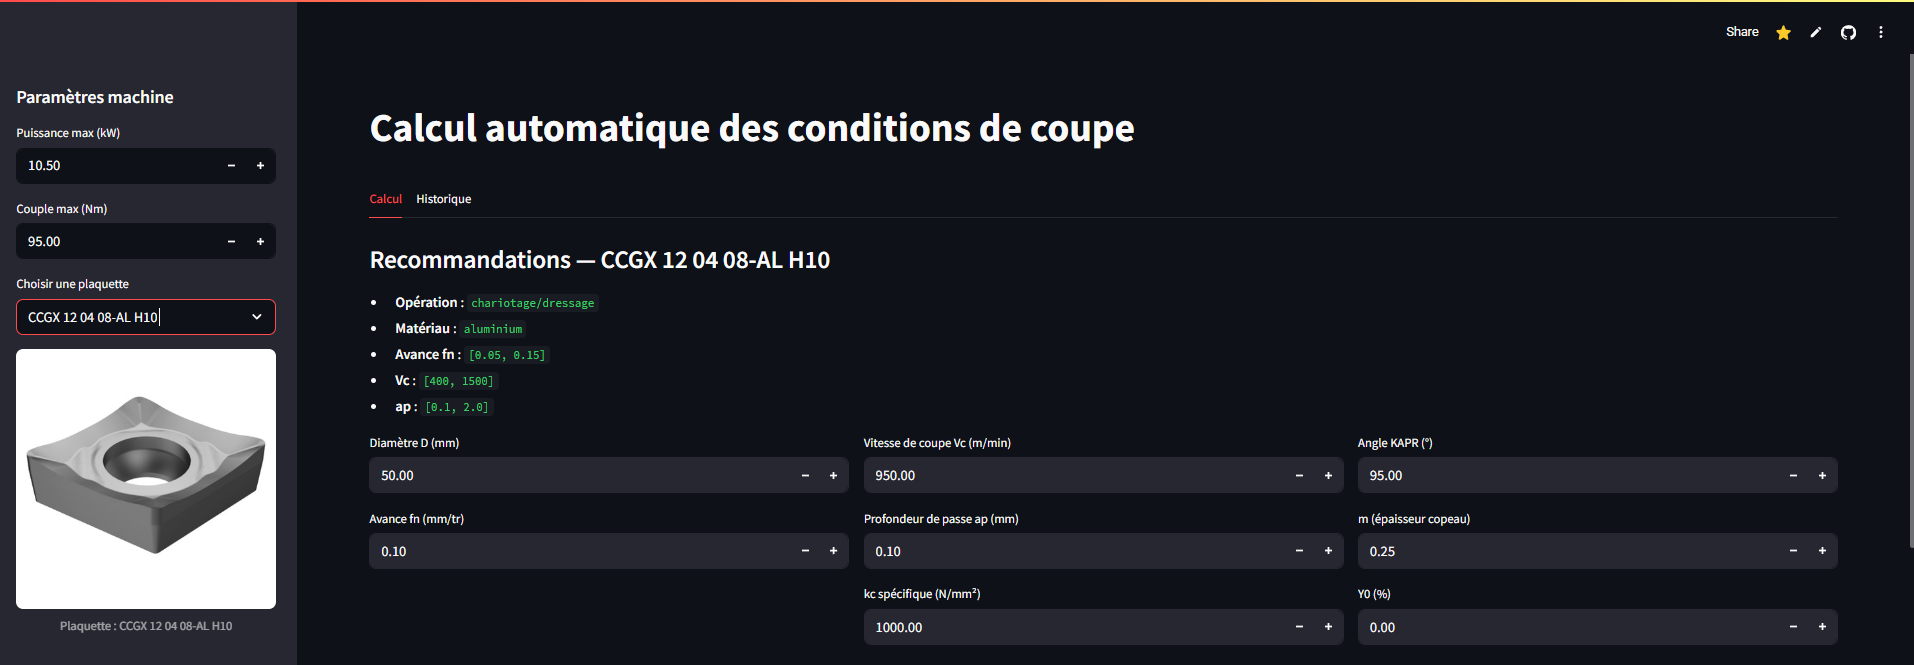 Share
Paramètres machine
Puissance max (kW)
10.50
Couple max (Nm)
95.00
Choisir une plaquette
CCGX 12 04 08-AL H10
Plaquette : CCGX 12 04 08-AL H10
Calcul automatique des conditions de coupe
Calcul Historique
Recommandations — CCGX 12 04 08-AL H10
• Opération : chariotage/dressage
• Matériau : aluminium
• Avance fn : [0.05, 0.15]
• Vc : [400, 1500]
• ap : [0.1, 2.0]
Diamètre D (mm) Vitesse de coupe Vc (m/min) Angle KAPR (°)
50.00 950.00 95.00
Avance fn (mm/tr) Profondeur de passe ap (mm) m (épaisseur copeau)
0.10 0.10 0.25
kc spécifique (N/mm²) Y0 (%)
1000.00 0.00